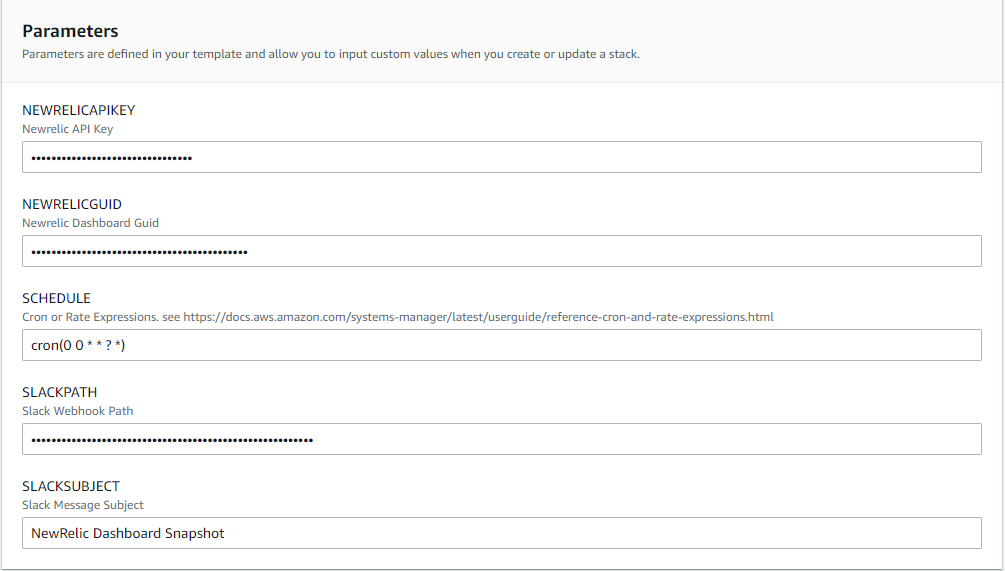 Parameters
Parameters are defined in your template and allow you to input custom values when you create or update a stack.
NEWRELICAPIKEY
Newrelic API Key
••••••••••••••••••••••••••••••••
NEWRELICGUID
Newrelic Dashboard Guid
•••••••••••••••••••••••••••••••••••••••••••
SCHEDULE
Cron or Rate Expressions. see https://docs.aws.amazon.com/systems-manager/latest/userguide/reference-cron-and-rate-expressions.html
cron(0 0 * * ? *)
SLACKPATH
Slack Webhook Path
••••••••••••••••••••••••••••••••••••••••••••••••••••••••
SLACKSUBJECT
Slack Message Subject
NewRelic Dashboard Snapshot